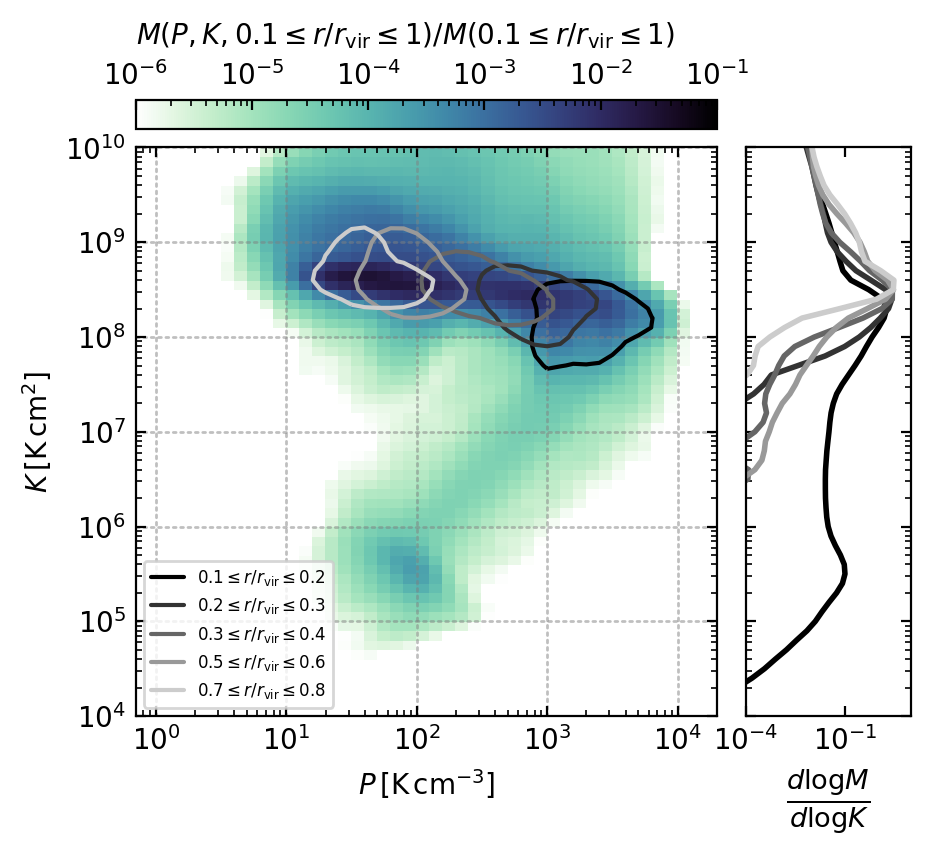 M(P, K, 0.1 ≤ r/r_vir ≤ 1)/M(0.1 ≤ r/r_vir ≤ 1)
10^-6 10^-5 10^-4 10^-3 10^-2 10^-1
10^10
10^9
10^8
10^7
10^6
10^5
10^4
K [K cm^2]
0.1 ≤ r/r_vir ≤ 0.2
0.2 ≤ r/r_vir ≤ 0.3
0.3 ≤ r/r_vir ≤ 0.4
0.5 ≤ r/r_vir ≤ 0.6
0.7 ≤ r/r_vir ≤ 0.8
10^0 10^1 10^2 10^3 10^4 10^-4 10^-1
P [K cm^-3]
dlogM
dlogK